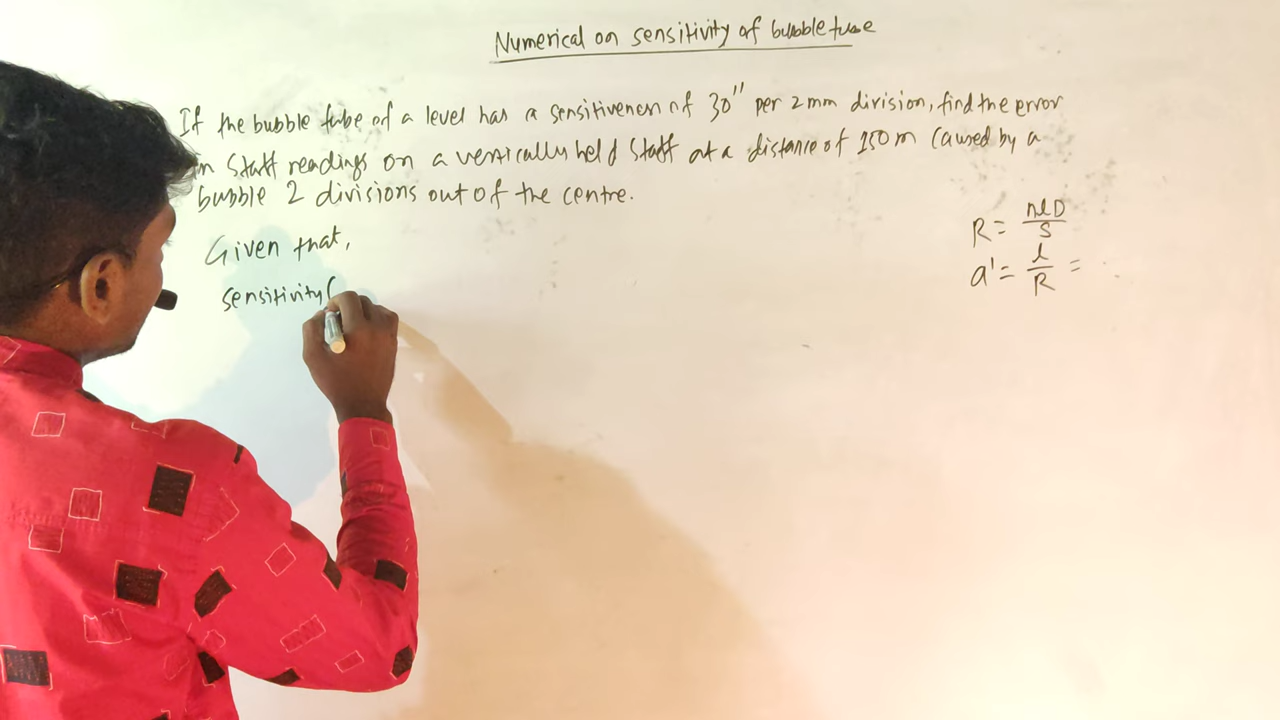 Numerical on sensitivity of bubble tube
If the bubble tube of a level has a sensitiveness of 30" per 2mm division, find the error
in staff readings on a vertically held staff at a distance of 150m caused by a
bubble 2 divisions out of the centre.
Given that,
sensitivity(
R = nlD/S
a' = l/R =